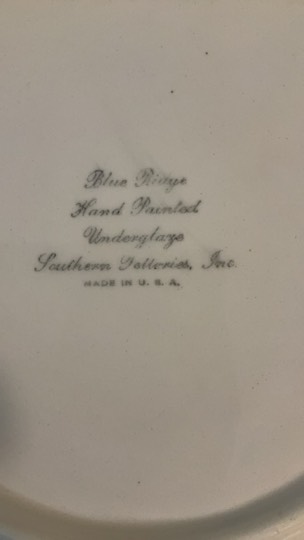 Blue Ridge
Hand Painted
Underglaze
Southern Potteries, Inc.
MADE IN U. S. A.